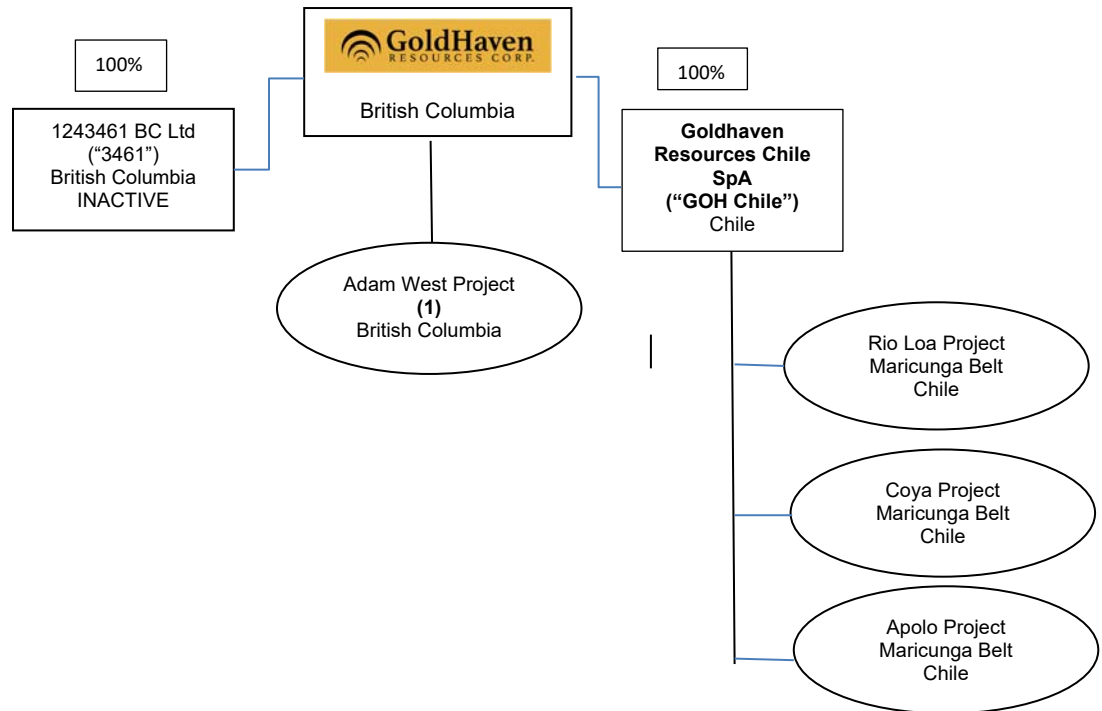 GoldHaven
RESOURCES CORP.
British Columbia
100%
1243461 BC Ltd
(“3461”)
British Columbia
INACTIVE
100%
Goldhaven
Resources Chile
SpA
(“GOH Chile”)
Chile
Adam West Project
(1)
British Columbia
Rio Loa Project
Maricunga Belt
Chile
Coya Project
Maricunga Belt
Chile
Apolo Project
Maricunga Belt
Chile